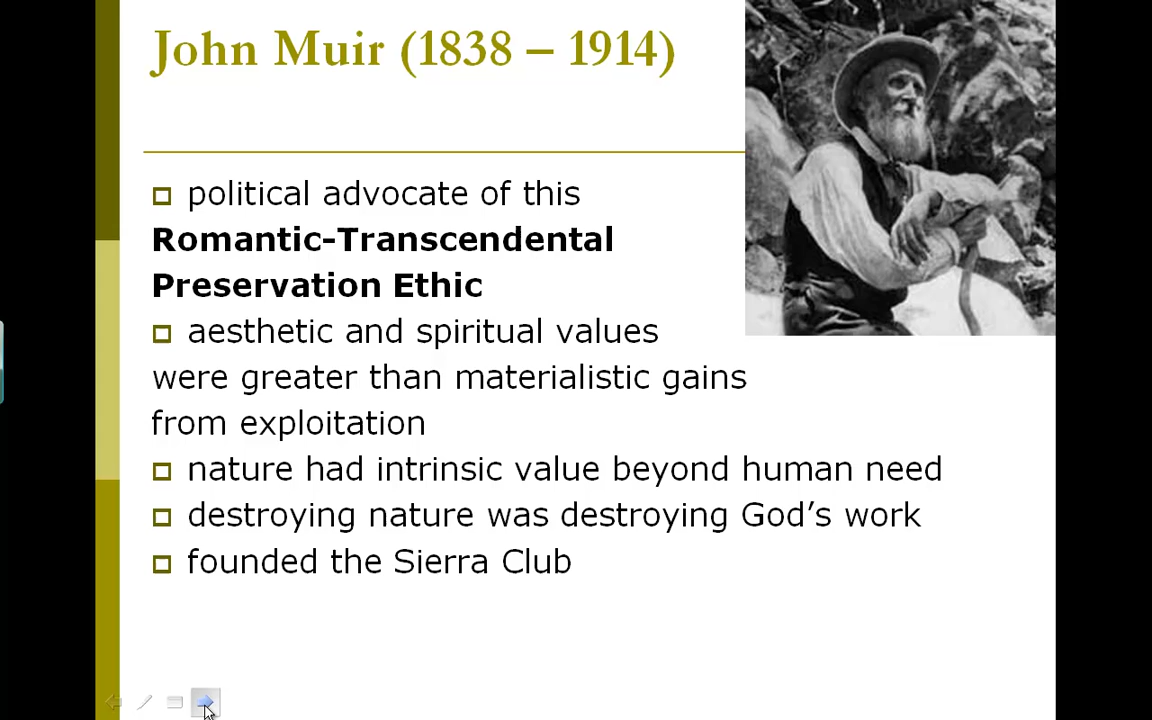 John Muir (1838 – 1914)
political advocate of this
Romantic-Transcendental
Preservation Ethic
aesthetic and spiritual values
were greater than materialistic gains
from exploitation
nature had intrinsic value beyond human need
destroying nature was destroying God’s work
founded the Sierra Club